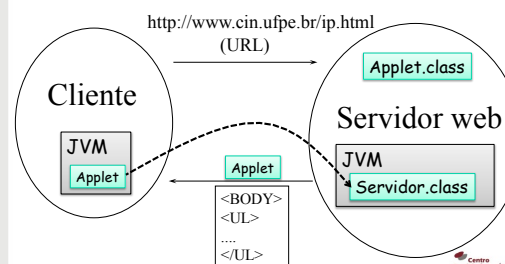 http://www.cin.ufpe.br/ip.html
(URL)
Applet.class
Cliente
Servidor web
JVM
Applet
Applet
JVM
Servidor.class
<BODY>
<UL>
....
</UL>
Centro